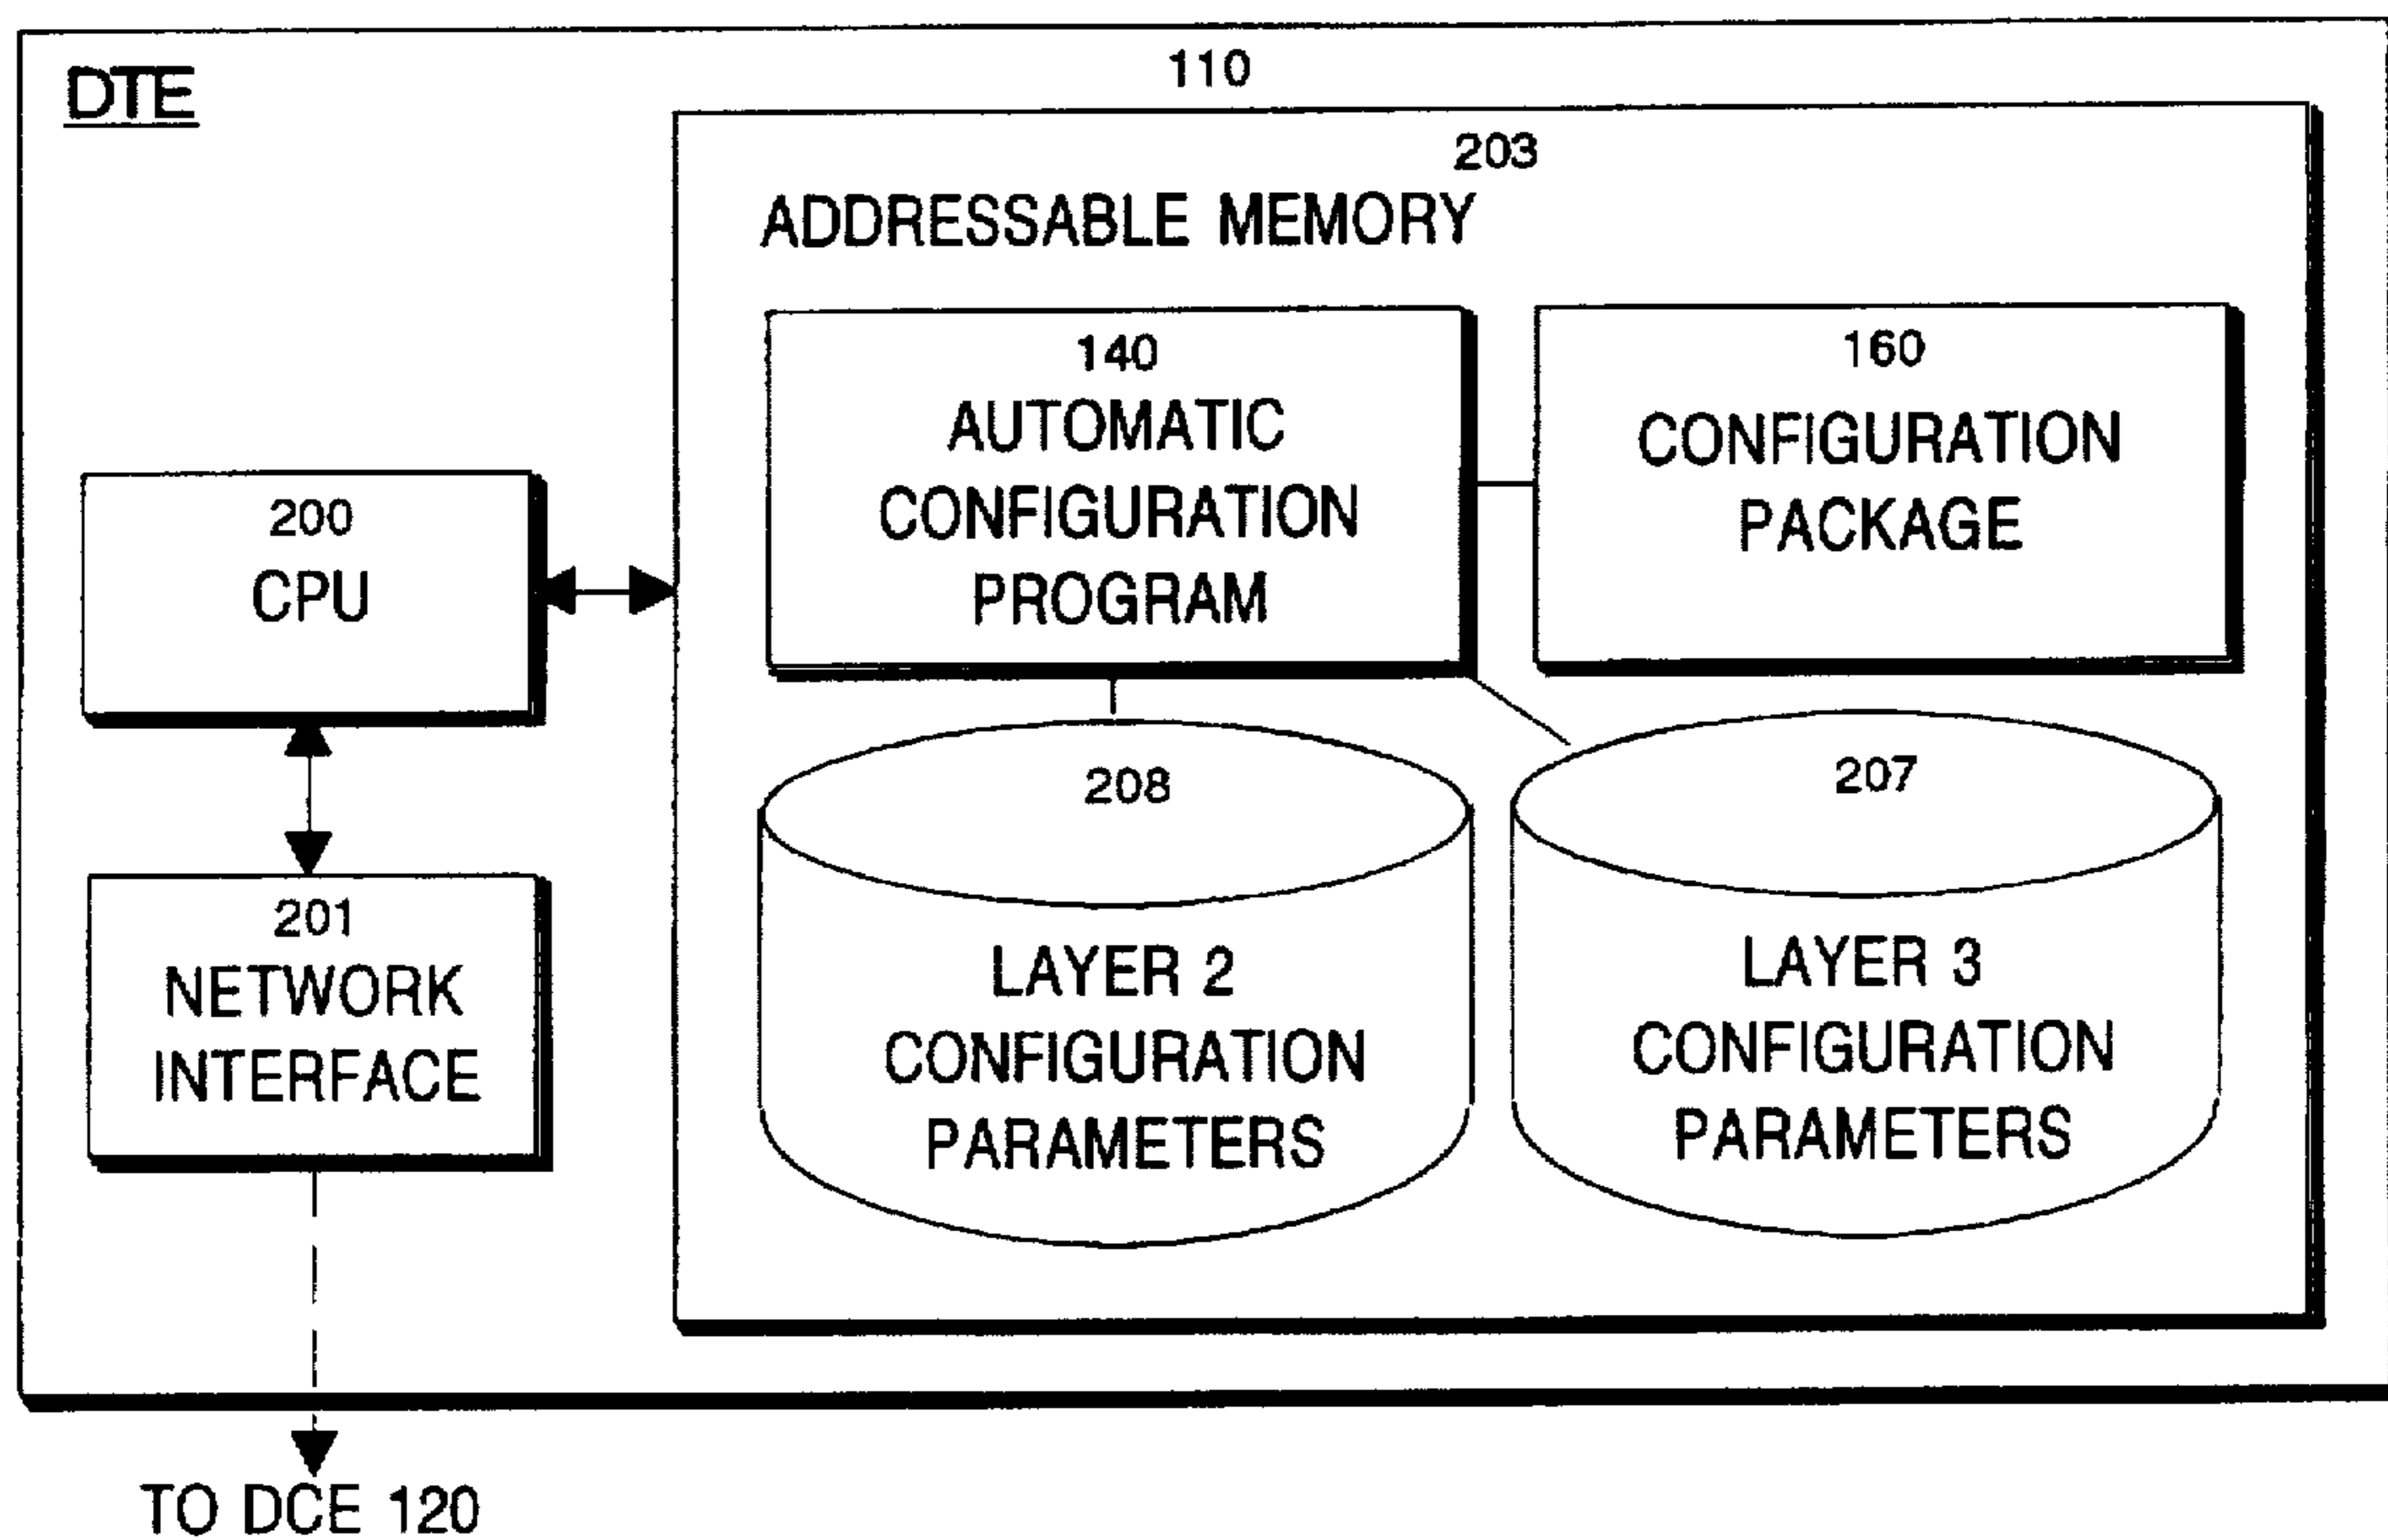 DTE
110
203
ADDRESSABLE MEMORY
140
AUTOMATIC
CONFIGURATION
PROGRAM
160
CONFIGURATION
PACKAGE
200
CPU
201
NETWORK
INTERFACE
208
LAYER 2
CONFIGURATION
PARAMETERS
207
LAYER 3
CONFIGURATION
PARAMETERS
TO DCE 120